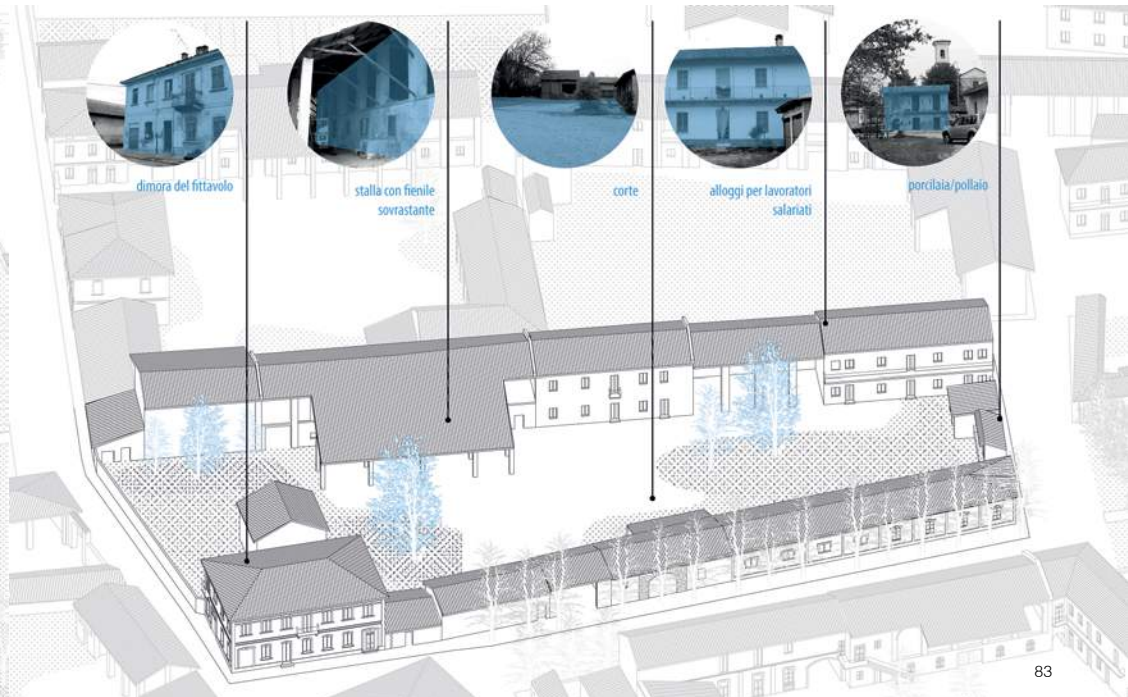 dimora del fittavolo
stalla con fienile
sovrastante
corte
alloggi per lavoratori
salariati
porcilaia/pollaio
83